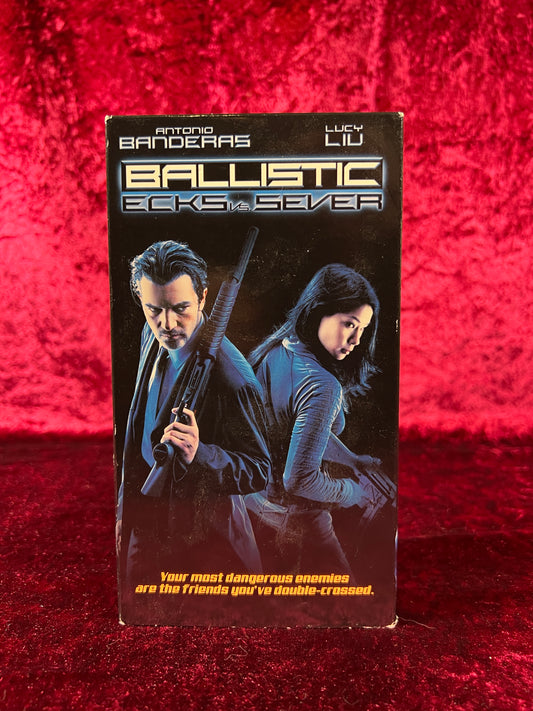 ANTONIO LUCY
BANDERAS LIU
BALLISTIC
ECKS VS. SEVER
Your most dangerous enemies
are the friends you've double-crossed.